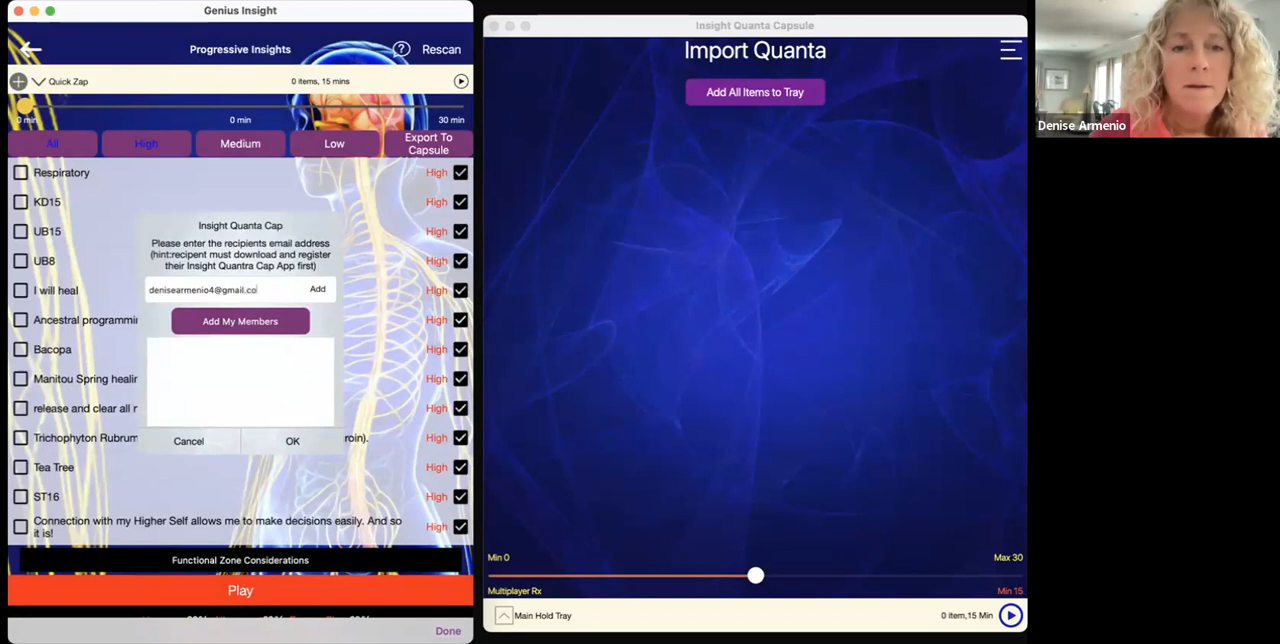 Genius Insight
Progressive Insights
?
Rescan
Quick Zap
0 items, 15 mins
0 min
0 min
30 min
All
High
Medium
Low
Export To
Capsule
Respiratory
High
KD15
High
UB15
High
UB8
High
I will heal
High
Ancestral programmin
High
Bacopa
High
Manitou Spring healin
High
release and clear all
High
Trichophyton Rubrum
roin).
High
Tea Tree
High
ST16
High
Connection with my Higher Self allows me to make decisions easily. And so
it is!
High
Insight Quanta Cap
Please enter the recipients email address
(hint:recipent must download and register
their Insight Quantra Cap App first)
denisearmenio4@gmail.co
Add
Add My Members
Cancel
OK
Functional Zone Considerations
Play
Done
Insight Quanta Capsule
Import Quanta
Add All Items to Tray
Min 0
Max 30
Multiplayer Rx
Min 15
Main Hold Tray
0 item,15 Min
Denise Armenio